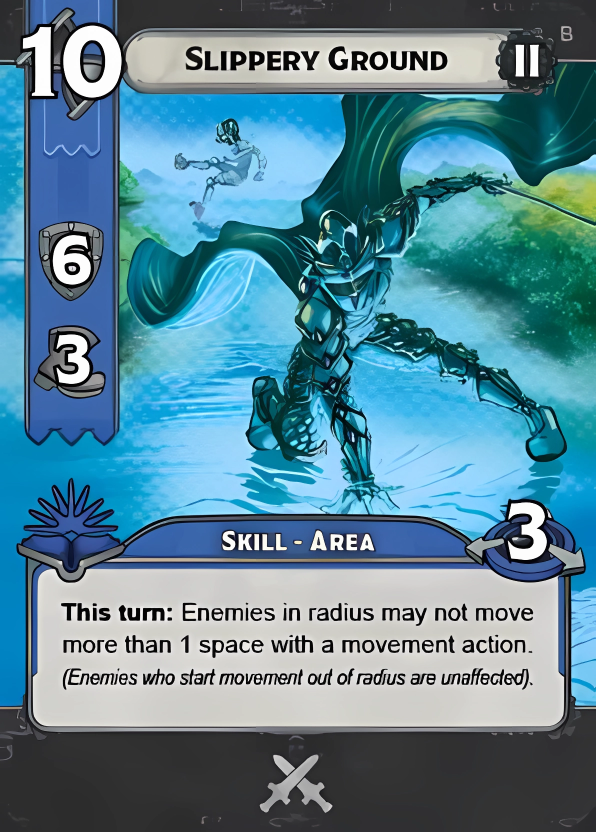 10
SLIPPERY GROUND
II
B
6
3
SKILL - AREA
3
This turn: Enemies in radius may not move
more than 1 space with a movement action.
(Enemies who start movement out of radius are unaffected).